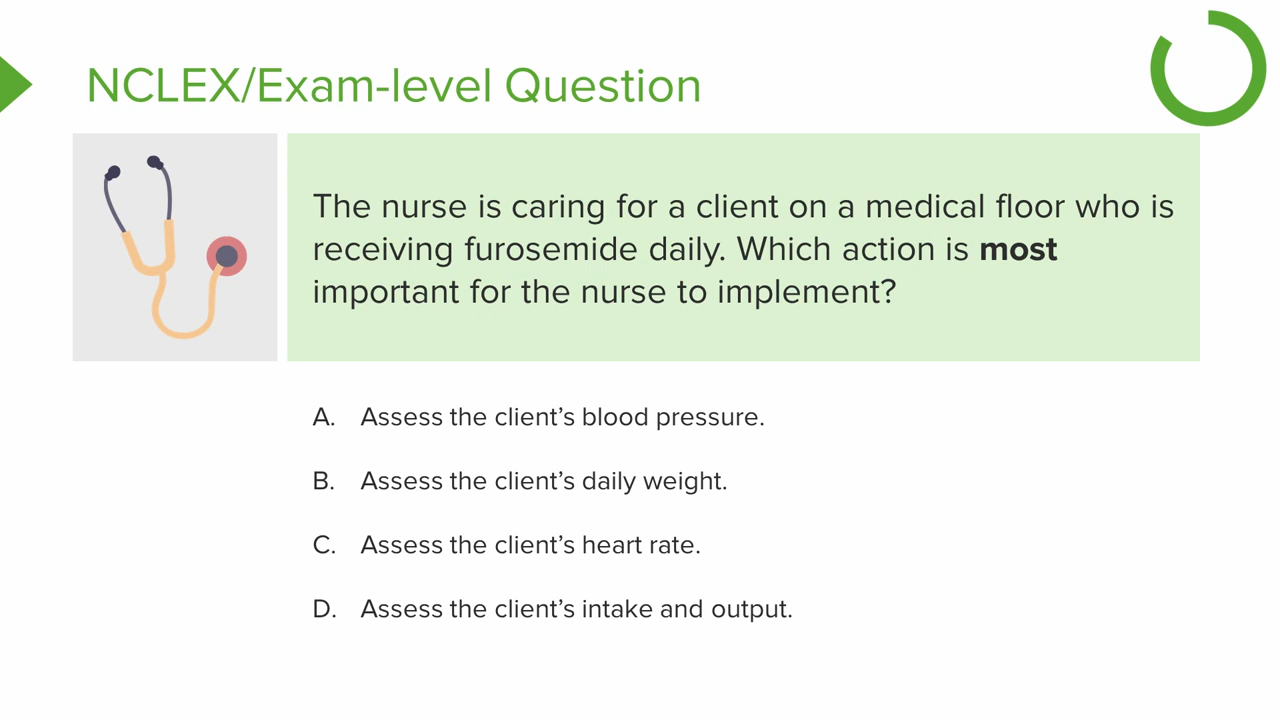 NCLEX/Exam-level Question
The nurse is caring for a client on a medical floor who is
receiving furosemide daily. Which action is most
important for the nurse to implement?
A. Assess the client’s blood pressure.
B. Assess the client’s daily weight.
C. Assess the client’s heart rate.
D. Assess the client’s intake and output.